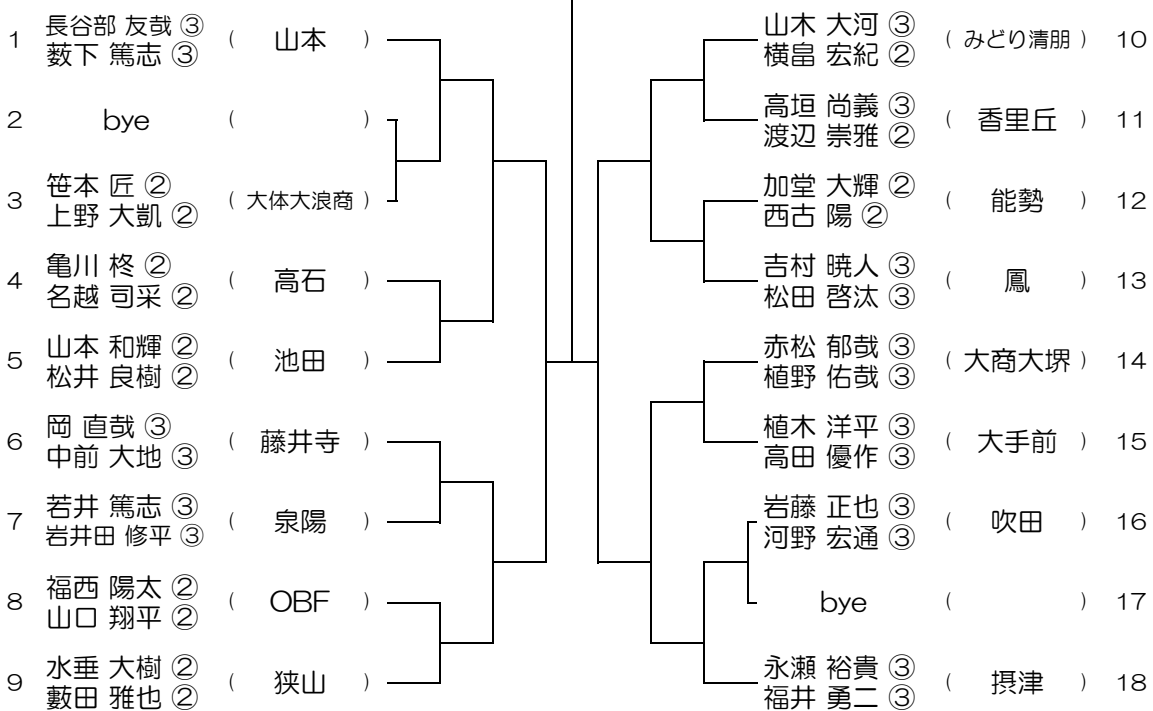 1 長谷部 友哉 ③ ( 山本 )
薮下 篤志 ③
2 bye ( )
3 笹本 匠 ② ( 大体大浪商 )
上野 大凱 ②
4 亀川 柊 ② ( 高石 )
名越 司采 ②
5 山本 和輝 ② ( 池田 )
松井 良樹 ②
6 岡 直哉 ③ ( 藤井寺 )
中前 大地 ③
7 若井 篤志 ③ ( 泉陽 )
岩井田 修平 ③
8 福西 陽太 ② ( OBF )
山口 翔平 ②
9 水垂 大樹 ② ( 狭山 )
藪田 雅也 ②
山木 大河 ③ ( みどり清朋 ) 10
横畠 宏紀 ②
高垣 尚義 ③ ( 香里丘 ) 11
渡辺 崇雅 ②
加堂 大輝 ② ( 能勢 ) 12
西古 陽 ②
吉村 暁人 ③ ( 鳳 ) 13
松田 啓汰 ③
赤松 郁哉 ③ ( 大商大堺 ) 14
植野 佑哉 ③
植木 洋平 ③ ( 大手前 ) 15
高田 優作 ③
岩藤 正也 ③ ( 吹田 ) 16
河野 宏通 ③
bye ( ) 17
永瀬 裕貴 ③ ( 摂津 ) 18
福井 勇二 ③